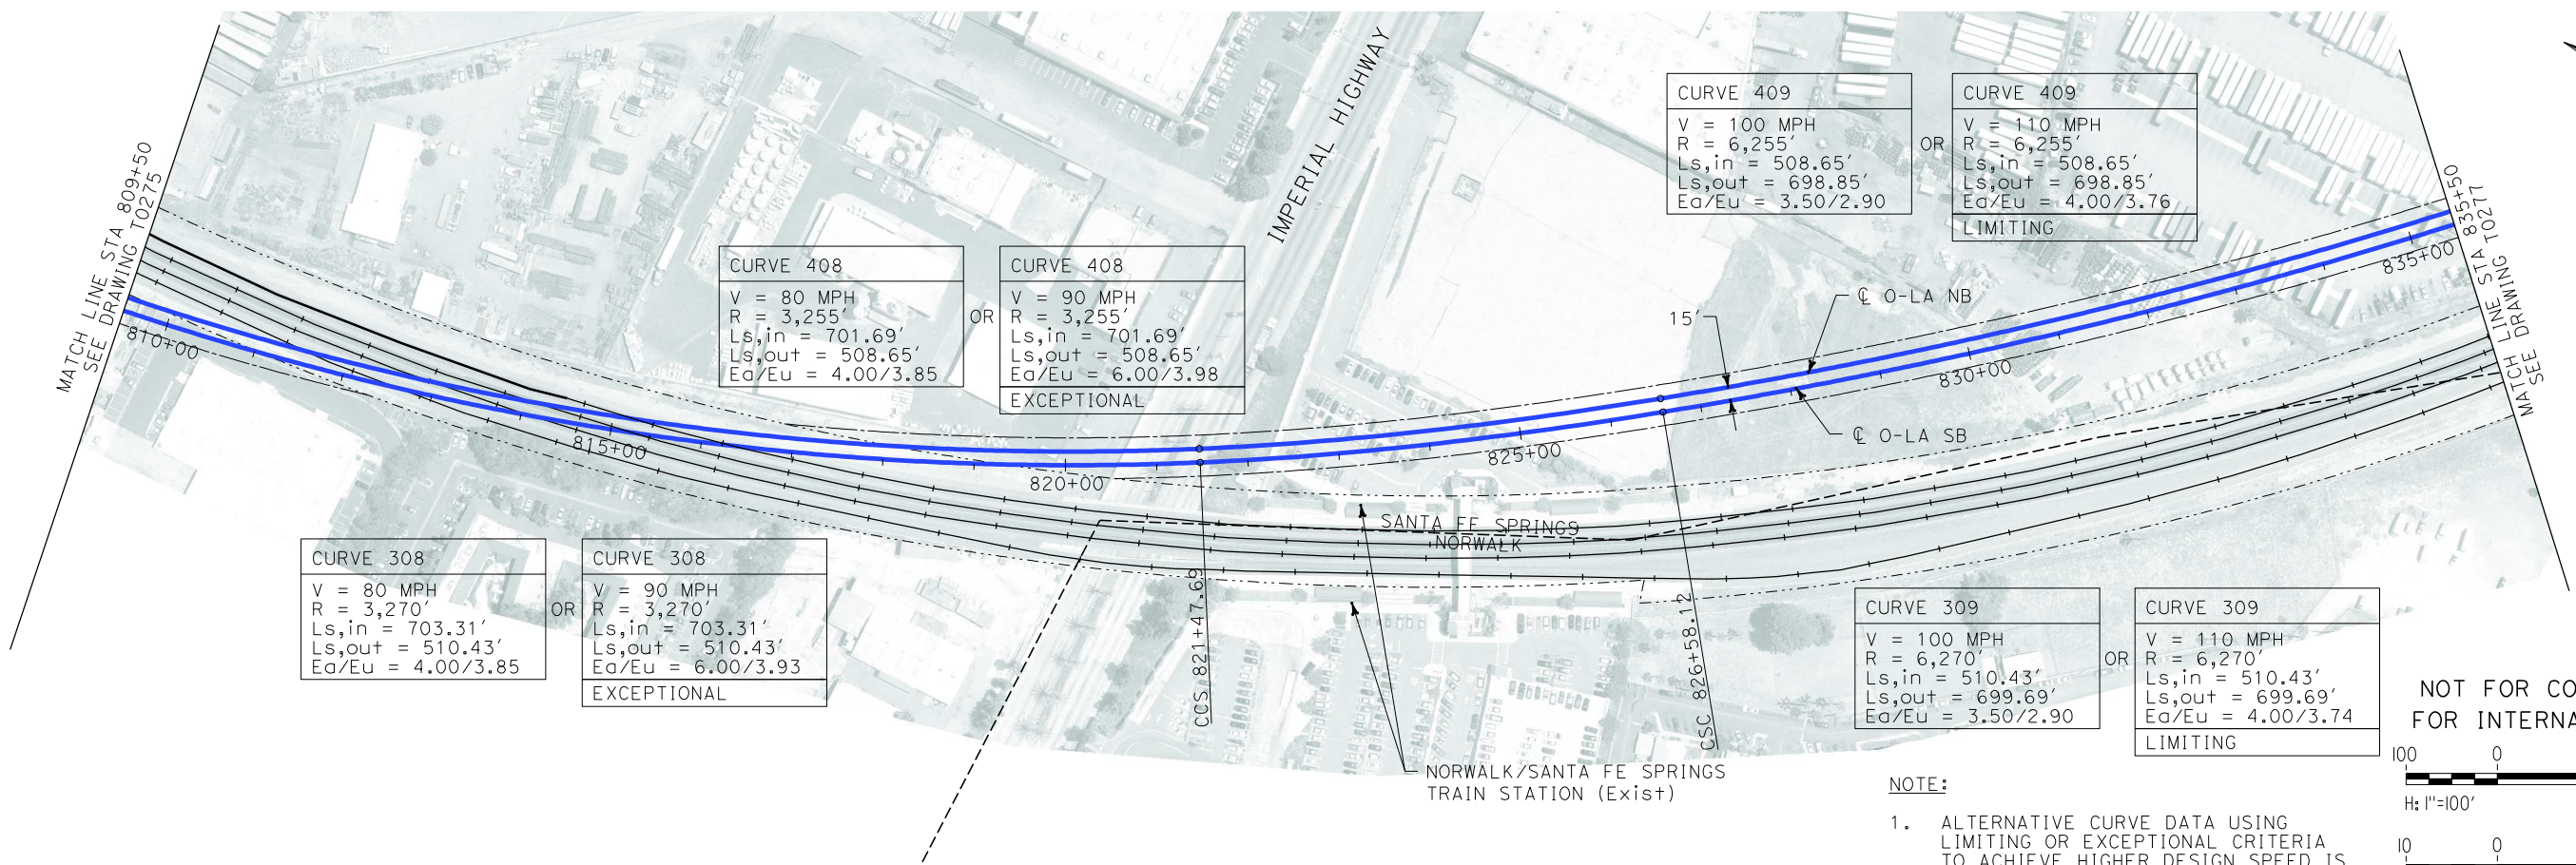 MATCH LINE STA 809+50
SEE DRAWING T0275
810+00
815+00
820+00
825+00
830+00
835+00
IMPERIAL HIGHWAY
CURVE 408
V = 80 MPH
R = 3,255′
Ls,in = 701.69′
Ls,out = 508.65′
Ea/Eu = 4.00/3.85
OR
CURVE 408
V = 90 MPH
R = 3,255′
Ls,in = 701.69′
Ls,out = 508.65′
Ea/Eu = 6.00/3.98
EXCEPTIONAL
CURVE 409
V = 100 MPH
R = 6,255′
Ls,in = 508.65′
Ls,out = 698.85′
Ea/Eu = 3.50/2.90
OR
CURVE 409
V = 110 MPH
R = 6,255′
Ls,in = 508.65′
Ls,out = 698.85′
Ea/Eu = 4.00/3.76
LIMITING
15′
℄ O-LA NB
℄ O-LA SB
MATCH LINE STA 835+50
SEE DRAWING T0277
SANTA FE SPRINGS
NORWALK
CURVE 308
V = 80 MPH
R = 3,270′
Ls,in = 703.31′
Ls,out = 510.43′
Ea/Eu = 4.00/3.85
OR
CURVE 308
V = 90 MPH
R = 3,270′
Ls,in = 703.31′
Ls,out = 510.43′
Ea/Eu = 6.00/3.93
EXCEPTIONAL
CCS 821+47.69
CSC 826+58.12
CURVE 309
V = 100 MPH
R = 6,270′
Ls,in = 510.43′
Ls,out = 699.69′
Ea/Eu = 3.50/2.90
OR
CURVE 309
V = 110 MPH
R = 6,270′
Ls,in = 510.43′
Ls,out = 699.69′
Ea/Eu = 4.00/3.74
LIMITING
NORWALK/SANTA FE SPRINGS
TRAIN STATION (Exist)
NOT FOR CO
FOR INTERNA
100 0
H: 1"=100′
10 0
NOTE:
1. ALTERNATIVE CURVE DATA USING
LIMITING OR EXCEPTIONAL CRITERIA
TO ACHIEVE HIGHER DESIGN SPEED IS